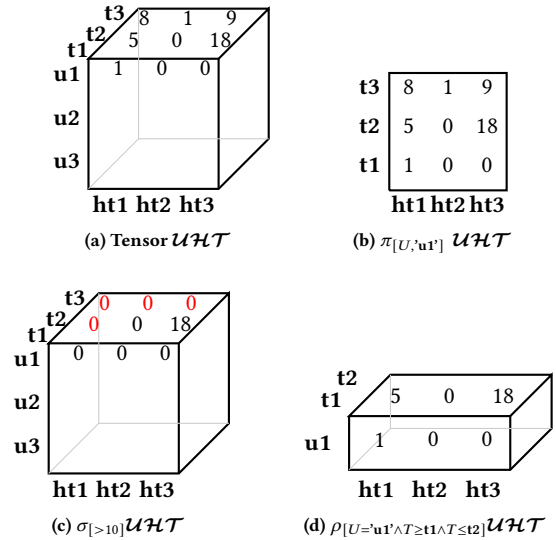 t3 8 1 9
t2 5 0 18
t1
u1 1 0 0
u2
u3
ht1 ht2 ht3
(a) Tensor 𝓤𝓗𝓣
t3 8 1 9
t2 5 0 18
t1 1 0 0
ht1 ht2 ht3
(b) π[U,'u1'] 𝓤𝓗𝓣
t3 0 0 0
t2 0 0 18
t1
u1 0 0 0
u2
u3
ht1 ht2 ht3
(c) σ[>10]𝓤𝓗𝓣
t2
t1 5 0 18
u1 1 0 0
ht1 ht2 ht3
(d) ρ[U='u1'∧T≥t1∧T≤t2]𝓤𝓗𝓣